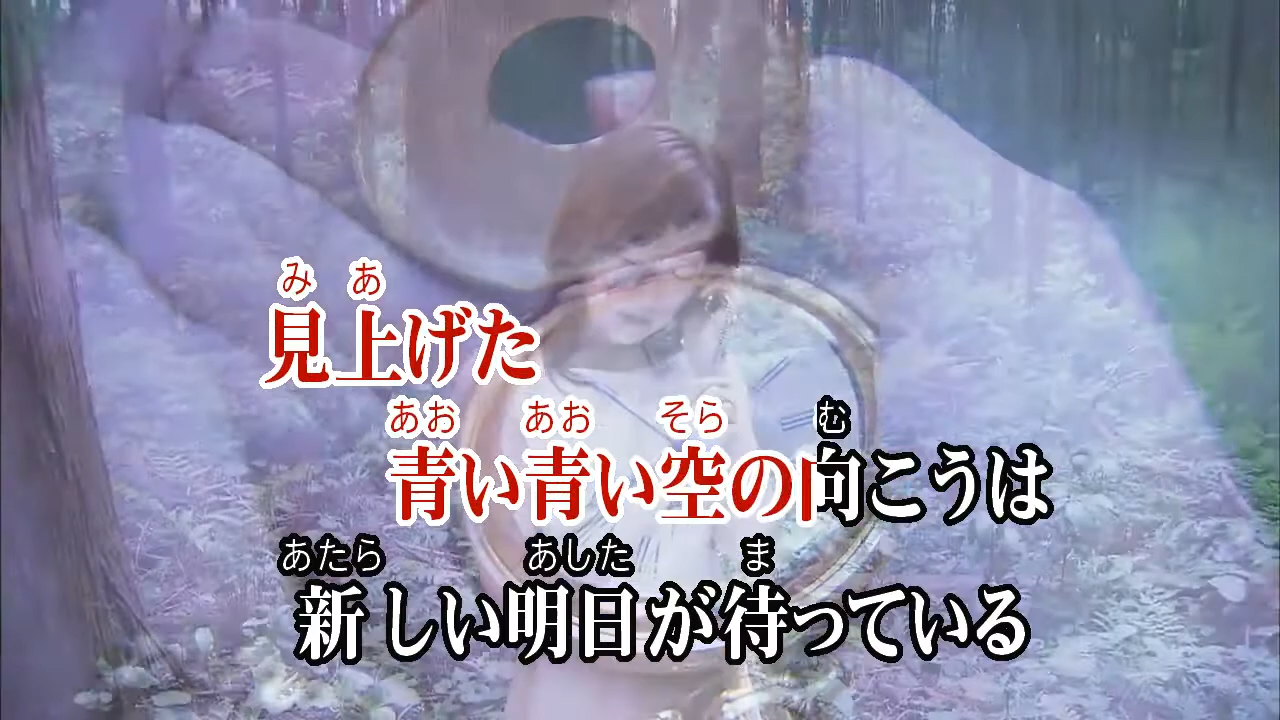 み あ
見上げた
あお あお そら む
青い青い空の向こうは
あたら あした ま
新しい明日が待っている